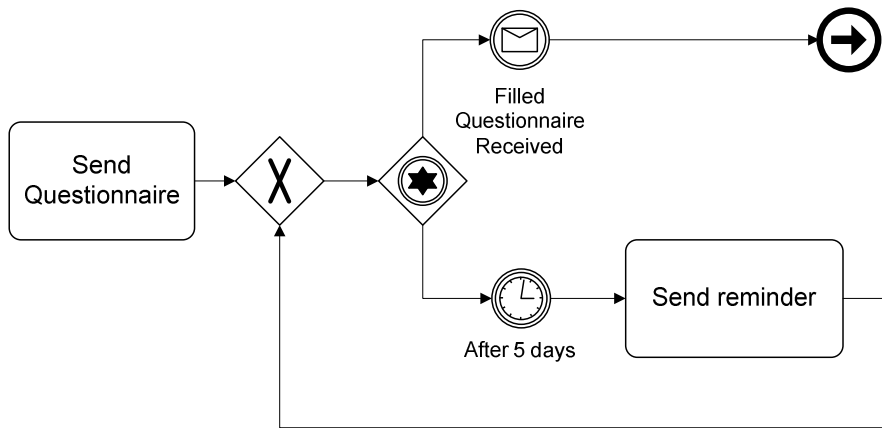 Send
Questionnaire
Filled
Questionnaire
Received
After 5 days
Send reminder